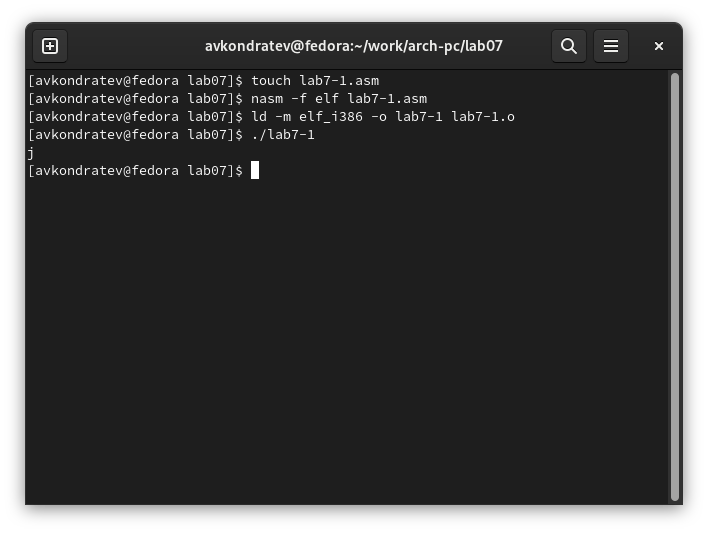 avkondratev@fedora:~/work/arch-pc/lab07
[avkondratev@fedora lab07]$ touch lab7-1.asm
[avkondratev@fedora lab07]$ nasm -f elf lab7-1.asm
[avkondratev@fedora lab07]$ ld -m elf_i386 -o lab7-1 lab7-1.o
[avkondratev@fedora lab07]$ ./lab7-1
j
[avkondratev@fedora lab07]$